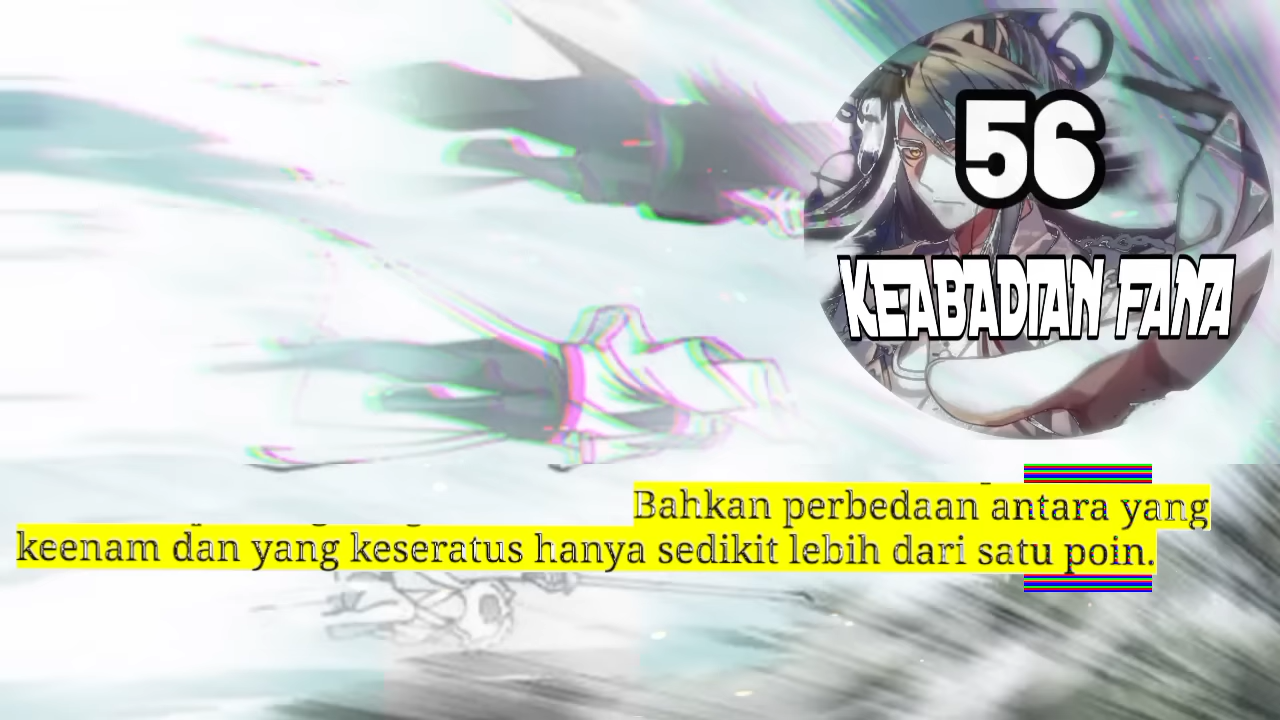 56
KEABADIAN FANA
Bahkan perbedaan antara yang
keenam dan yang keseratus hanya sedikit lebih dari satu poin.